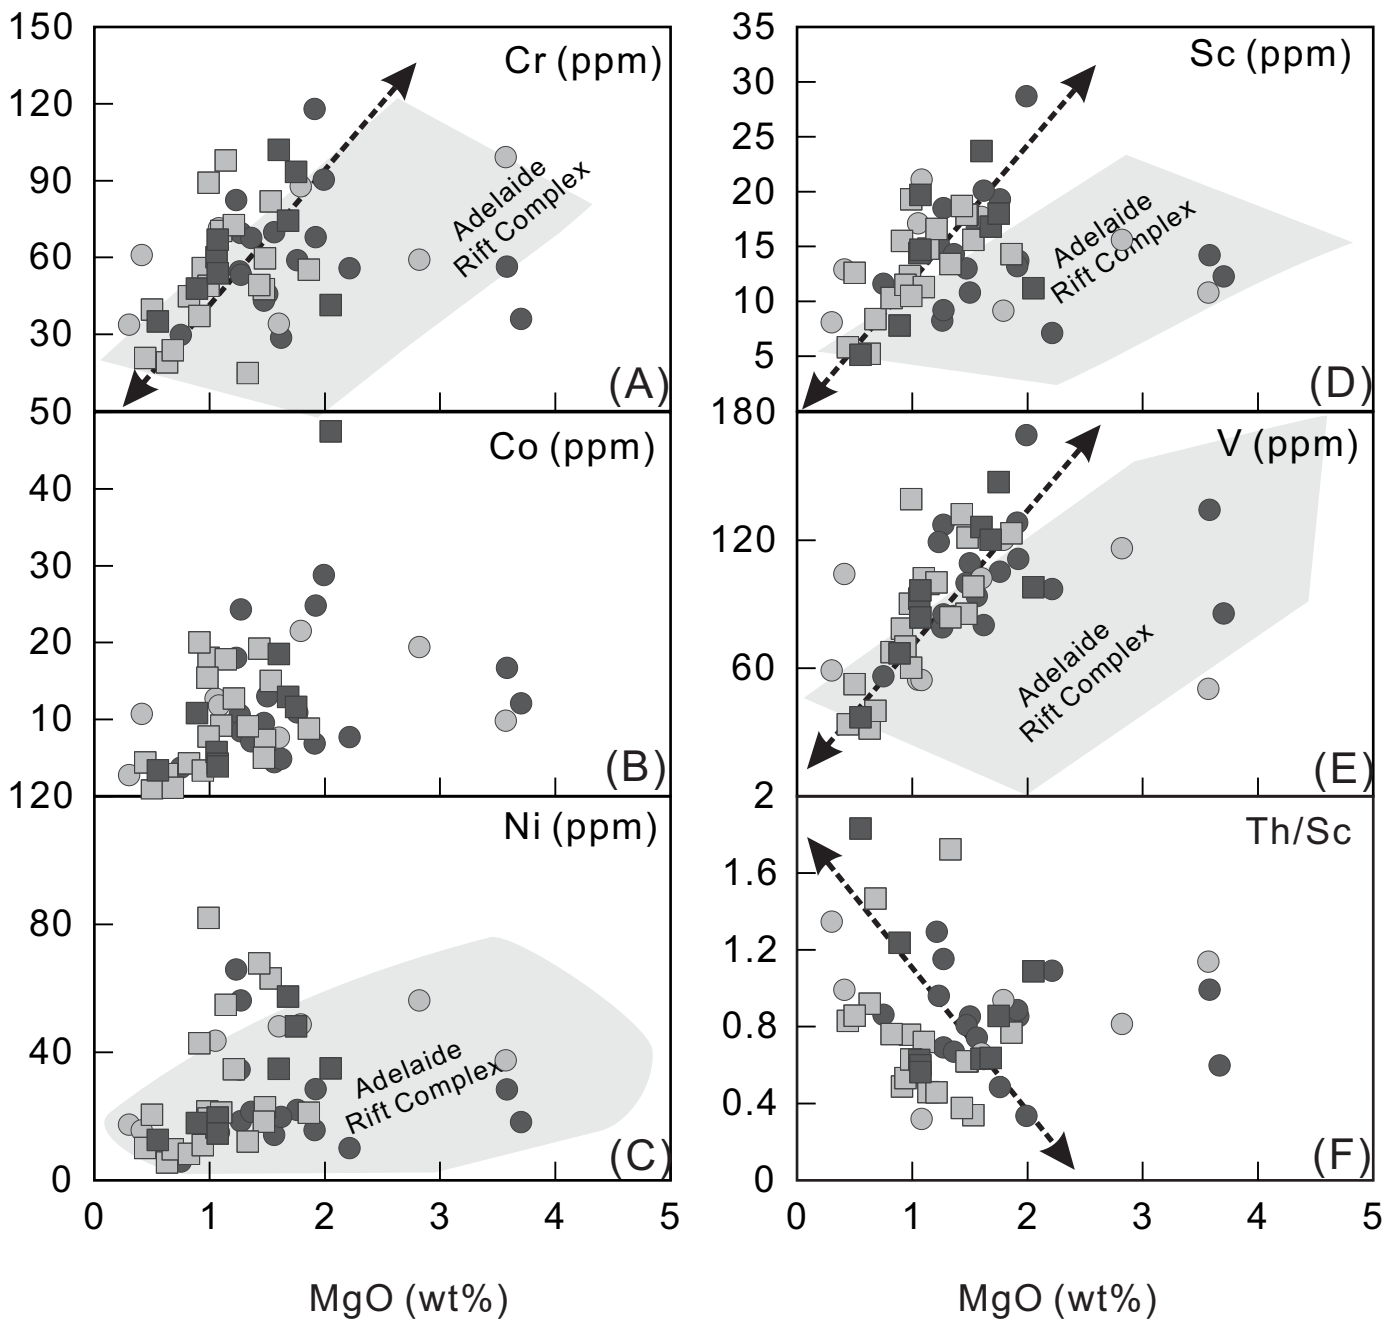 150
120
90
60
30
Cr (ppm)
Adelaide
Rift Complex
(A)
50
40
30
20
10
Co (ppm)
(B)
120
80
40
0
Ni (ppm)
Adelaide
Rift Complex
(C)
0 1 2 3 4 5
MgO (wt%)
35
30
25
20
15
10
5
Sc (ppm)
Adelaide
Rift Complex
(D)
180
120
60
V (ppm)
Adelaide
Rift Complex
(E)
2
1.6
1.2
0.8
0.4
0
Th/Sc
(F)
0 1 2 3 4 5
MgO (wt%)